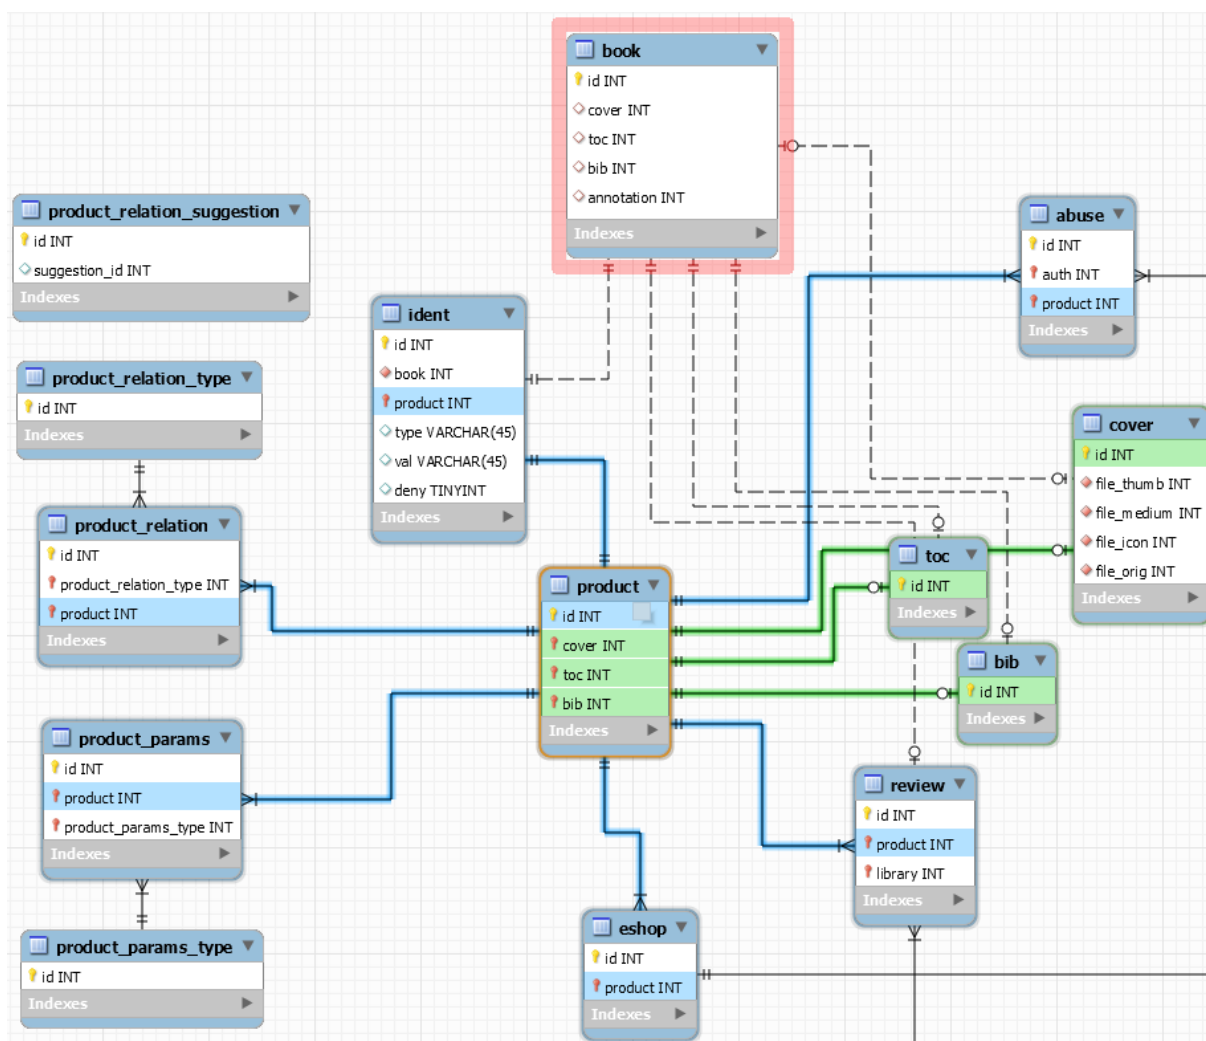 book
id INT
cover INT
toc INT
bib INT
annotation INT
Indexes
product_relation_suggestion
id INT
suggestion_id INT
Indexes
abuse
id INT
auth INT
product INT
Indexes
ident
id INT
book INT
product INT
type VARCHAR(45)
val VARCHAR(45)
deny TINYINT
Indexes
product_relation_type
id INT
Indexes
cover
id INT
file_thumb INT
file_medium INT
file_icon INT
file_orig INT
Indexes
product_relation
id INT
product_relation_type INT
product INT
Indexes
toc
id INT
Indexes
product
id INT
cover INT
toc INT
bib INT
Indexes
bib
id INT
Indexes
product_params
id INT
product INT
product_params_type INT
Indexes
review
id INT
product INT
library INT
Indexes
eshop
id INT
product INT
Indexes
product_params_type
id INT
Indexes